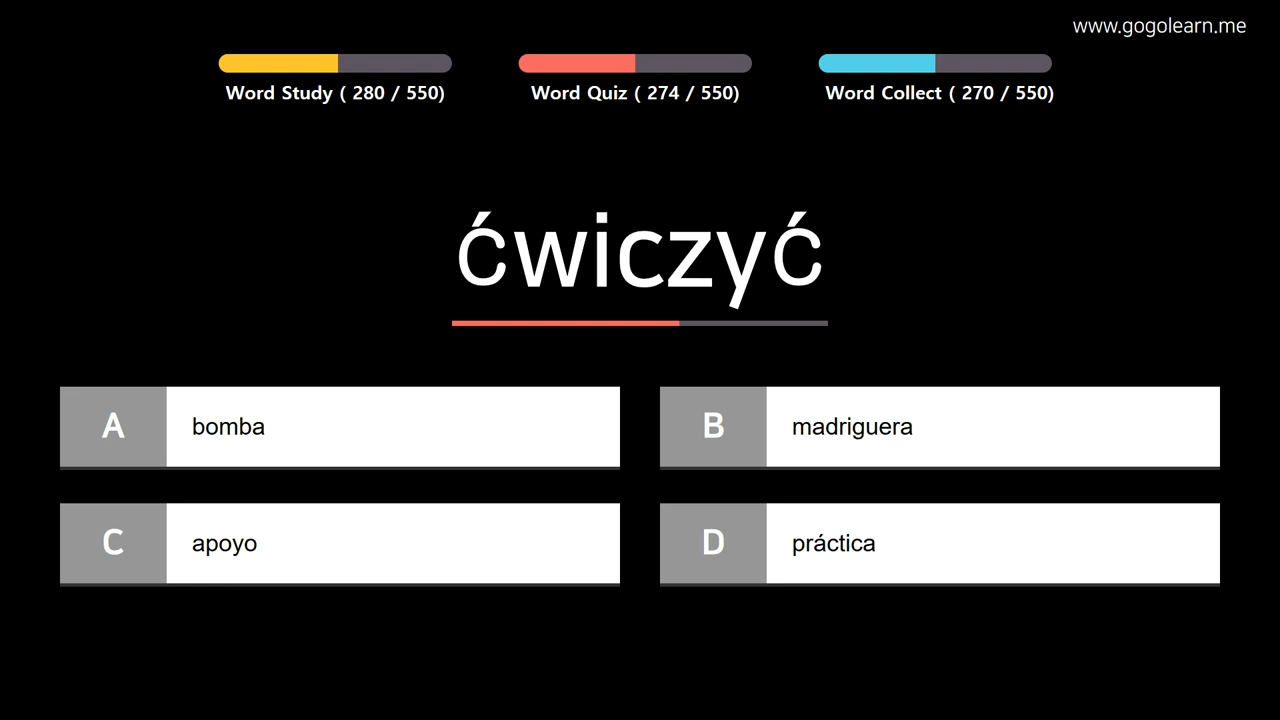 www.gogolearn.me
Word Study ( 280 / 550)
Word Quiz ( 274 / 550)
Word Collect ( 270 / 550)
ćwiczyć
A bomba
B madriguera
C apoyo
D práctica